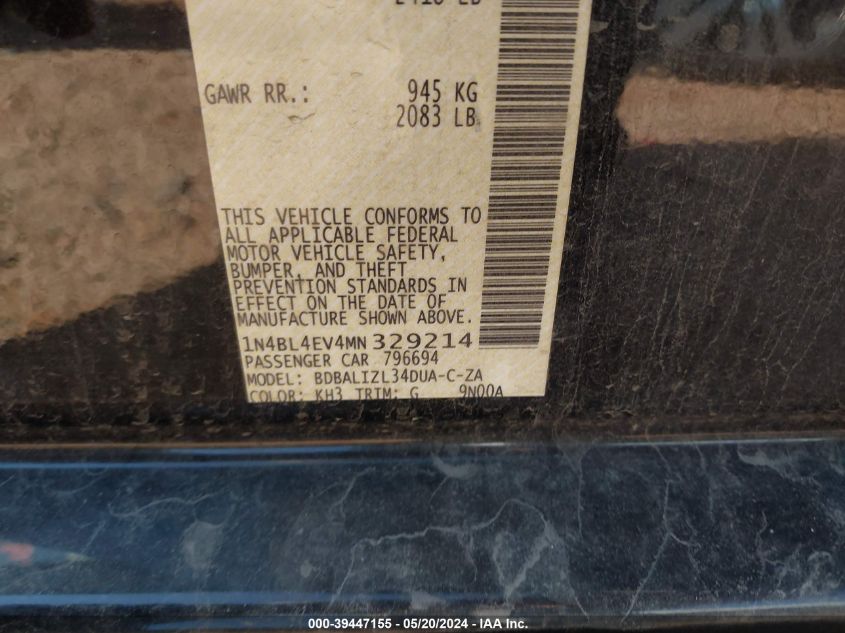 GAWR RR.: 945 KG
2083 LB
THIS VEHICLE CONFORMS TO
ALL APPLICABLE FEDERAL
MOTOR VEHICLE SAFETY,
BUMPER, AND THEFT
PREVENTION STANDARDS IN
EFFECT ON THE DATE OF
MANUFACTURE SHOWN ABOVE.
1N4BL4EV4MN 329214
PASSENGER CAR 796694
MODEL: BDBALIZL34DUA-C-ZA
COLOR: KH3 TRIM: G 9N00A
000-39447155 - 05/20/2024 - IAA Inc.